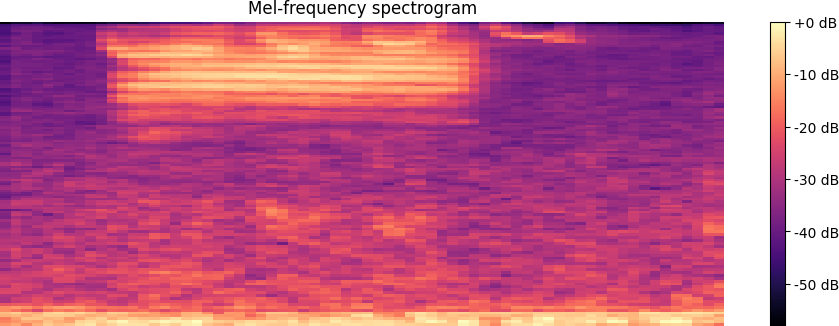 Mel-frequency spectrogram
+0 dB
-10 dB
-20 dB
-30 dB
-40 dB
-50 dB